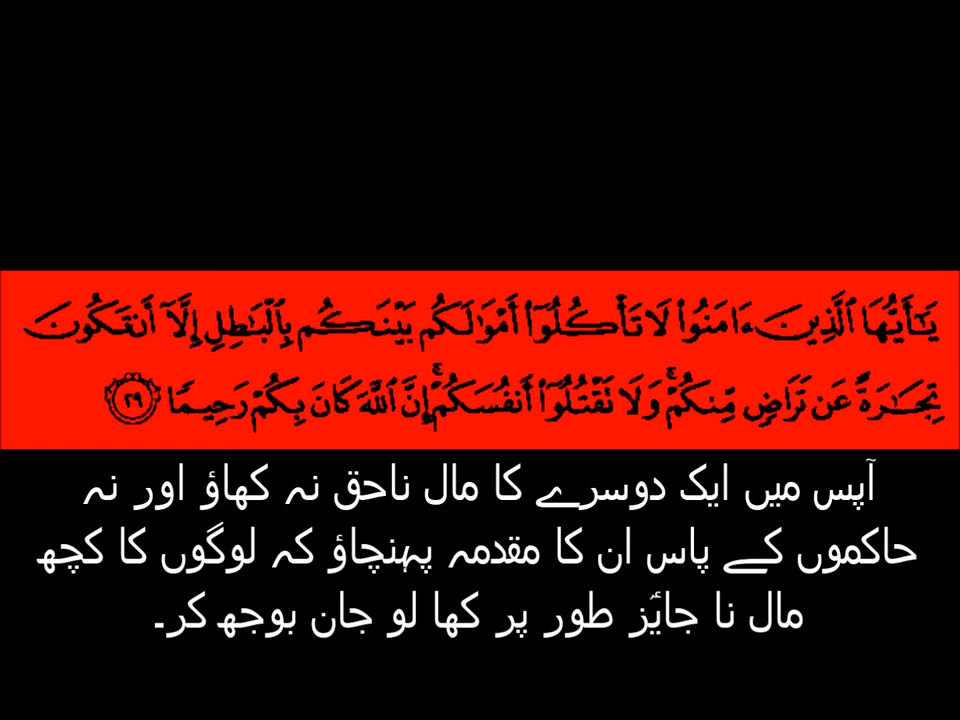 يَـٰٓأَيُّهَا ٱلَّذِينَ ءَامَنُوا۟ لَا تَأْكُلُوٓا۟ أَمْوَٰلَكُم بَيْنَكُم بِٱلْبَـٰطِلِ إِلَّآ أَن تَكُونَ
تِجَـٰرَةً عَن تَرَاضٍ مِّنكُمْ ۚ وَلَا تَقْتُلُوٓا۟ أَنفُسَكُمْ ۚ إِنَّ ٱللَّهَ كَانَ بِكُمْ رَحِيمًا ٢٩
آپس میں ایک دوسرے کا مال ناحق نہ کھاؤ اور نہ
حاکموں کے پاس ان کا مقدمہ پہنچاؤ کہ لوگوں کا کچھ
مال نا جایٔز طور پر کھا لو جان بوجھ کر۔